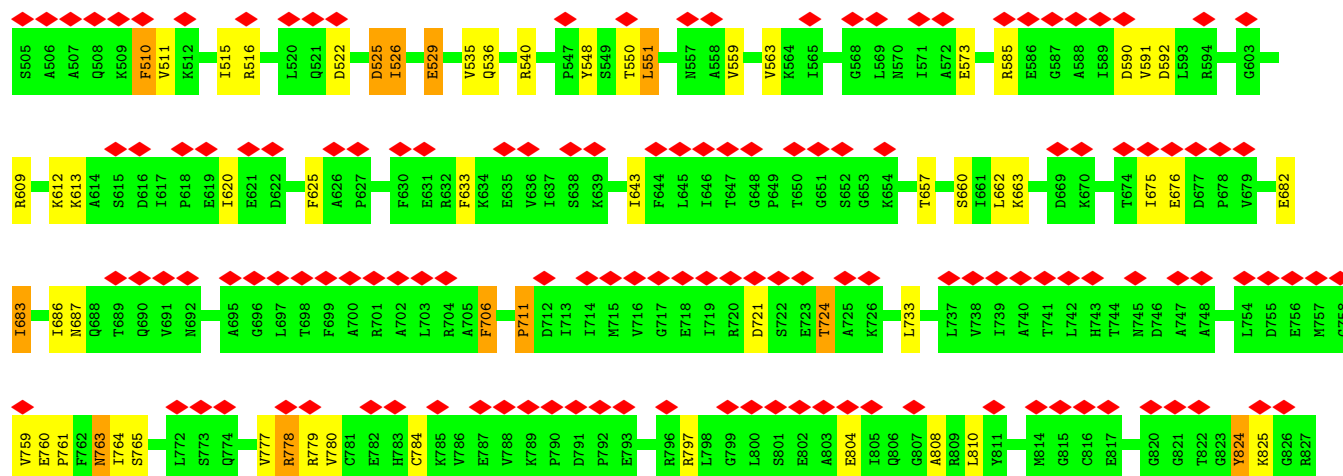 S505 A506 A507 Q508 K509 F510 V511 K512 I515 R516 L520 Q521 D522 D525 I526 E529 V535 Q536 R540 P547 Y548 S549 T550 L551 N557 A558 V559 V563 K564 I565 G568 L569 N570 I571 A572 E573 R585 E586 G587 A588 I589 D590 V591 D592 L593 R594 G603
R609 K612 K613 A614 S615 D616 I617 P618 E619 I620 E621 D622 F625 A626 P627 F630 E631 R632 F633 K634 E635 V636 I637 S638 K639 I643 F644 L645 I646 T647 G648 P649 T650 G651 S652 G653 K654 T657 S660 I661 L662 K663 D669 K670 T674 I675 E676 D677 P678 V679 E682
I683 I686 N687 Q688 T689 Q690 V691 N692 A695 G696 L697 T698 F699 A700 R701 A702 L703 R704 A705 F706 P711 D712 I713 I714 M715 V716 G717 E718 I719 R720 D721 S722 E723 T724 A725 K726 L733 L737 V738 I739 A740 T741 L742 H743 T744 N745 D746 A747 A748 L754 D755 E756 M757
V759 E760 P761 F762 N763 I764 S765 L772 S773 Q774 V777 R778 R779 V780 C781 E782 H783 C784 K785 V786 E787 V788 K789 P790 D791 P792 E793 R796 R797 L798 G799 L800 S801 E802 A803 E804 I805 Q806 G807 A808 R809 L810 Y811 M814 G815 C816 E817 G820 G821 T822 G823 Y824 K825 G826 R827